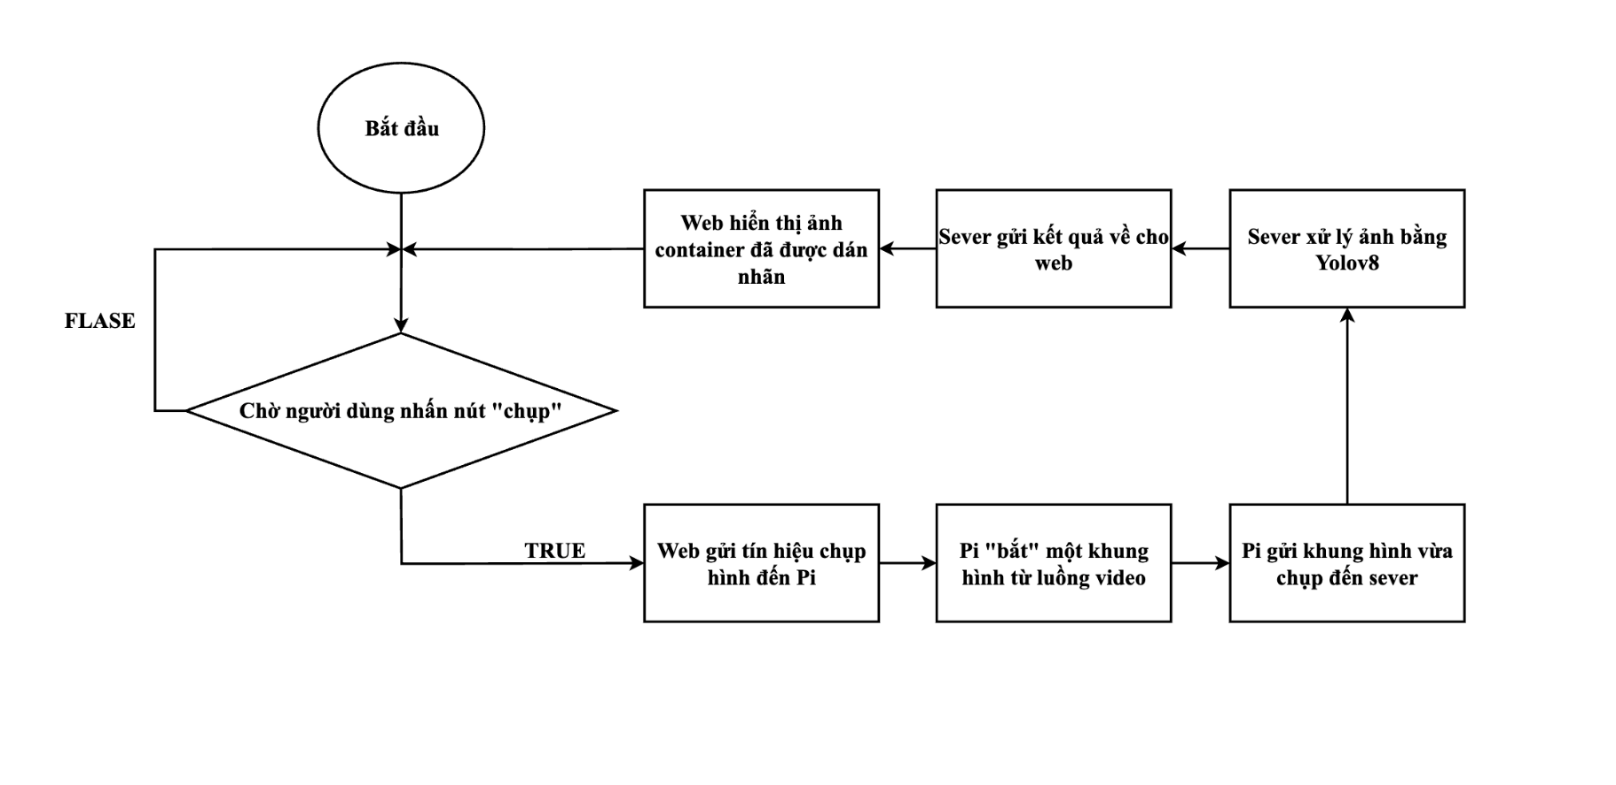 Bắt đầu
Web hiển thị ảnh
container đã được dán
nhãn
Sever gửi kết quả về cho
web
Sever xử lý ảnh bằng
Yolov8
FLASE
Chờ người dùng nhấn nút "chụp"
TRUE
Web gửi tín hiệu chụp
hình đến Pi
Pi "bắt" một khung
hình từ luồng video
Pi gửi khung hình vừa
chụp đến sever